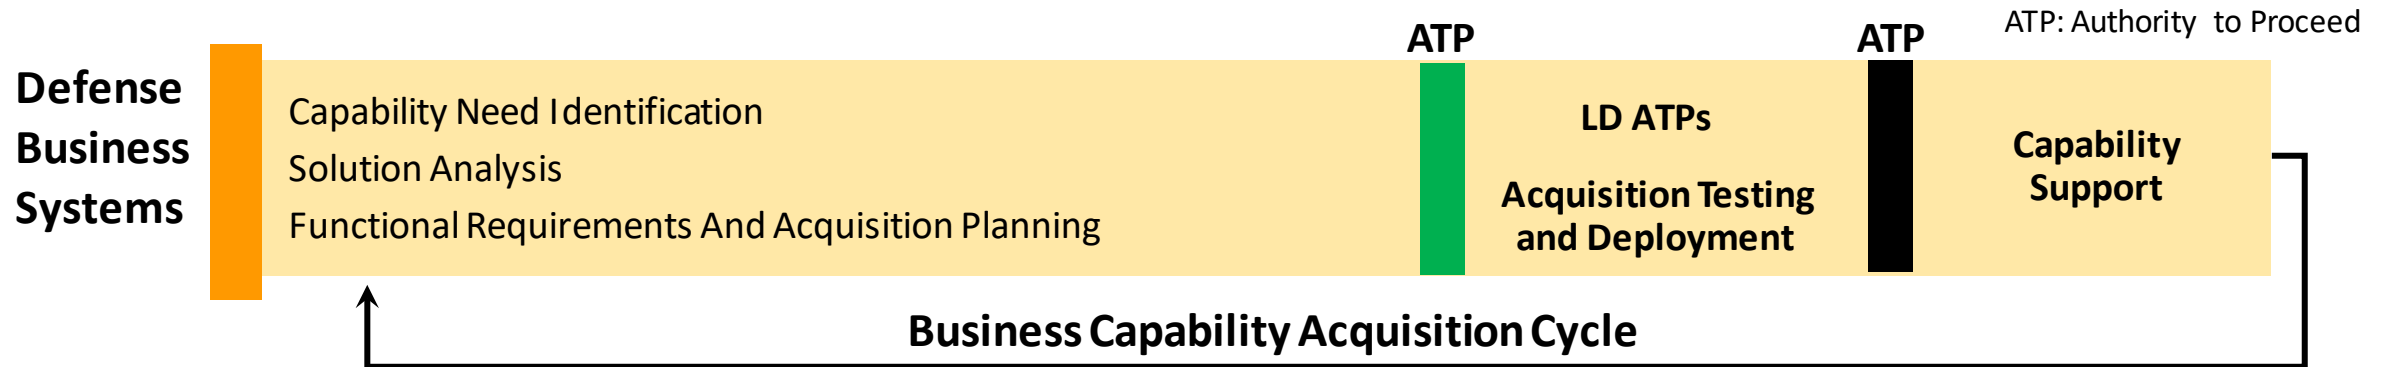 ATP: Authority to Proceed
ATP
ATP
Defense
Business
Systems
Capability Need Identification
Solution Analysis
Functional Requirements And Acquisition Planning
LD ATPs
Acquisition Testing
and Deployment
Capability
Support
Business Capability Acquisition Cycle